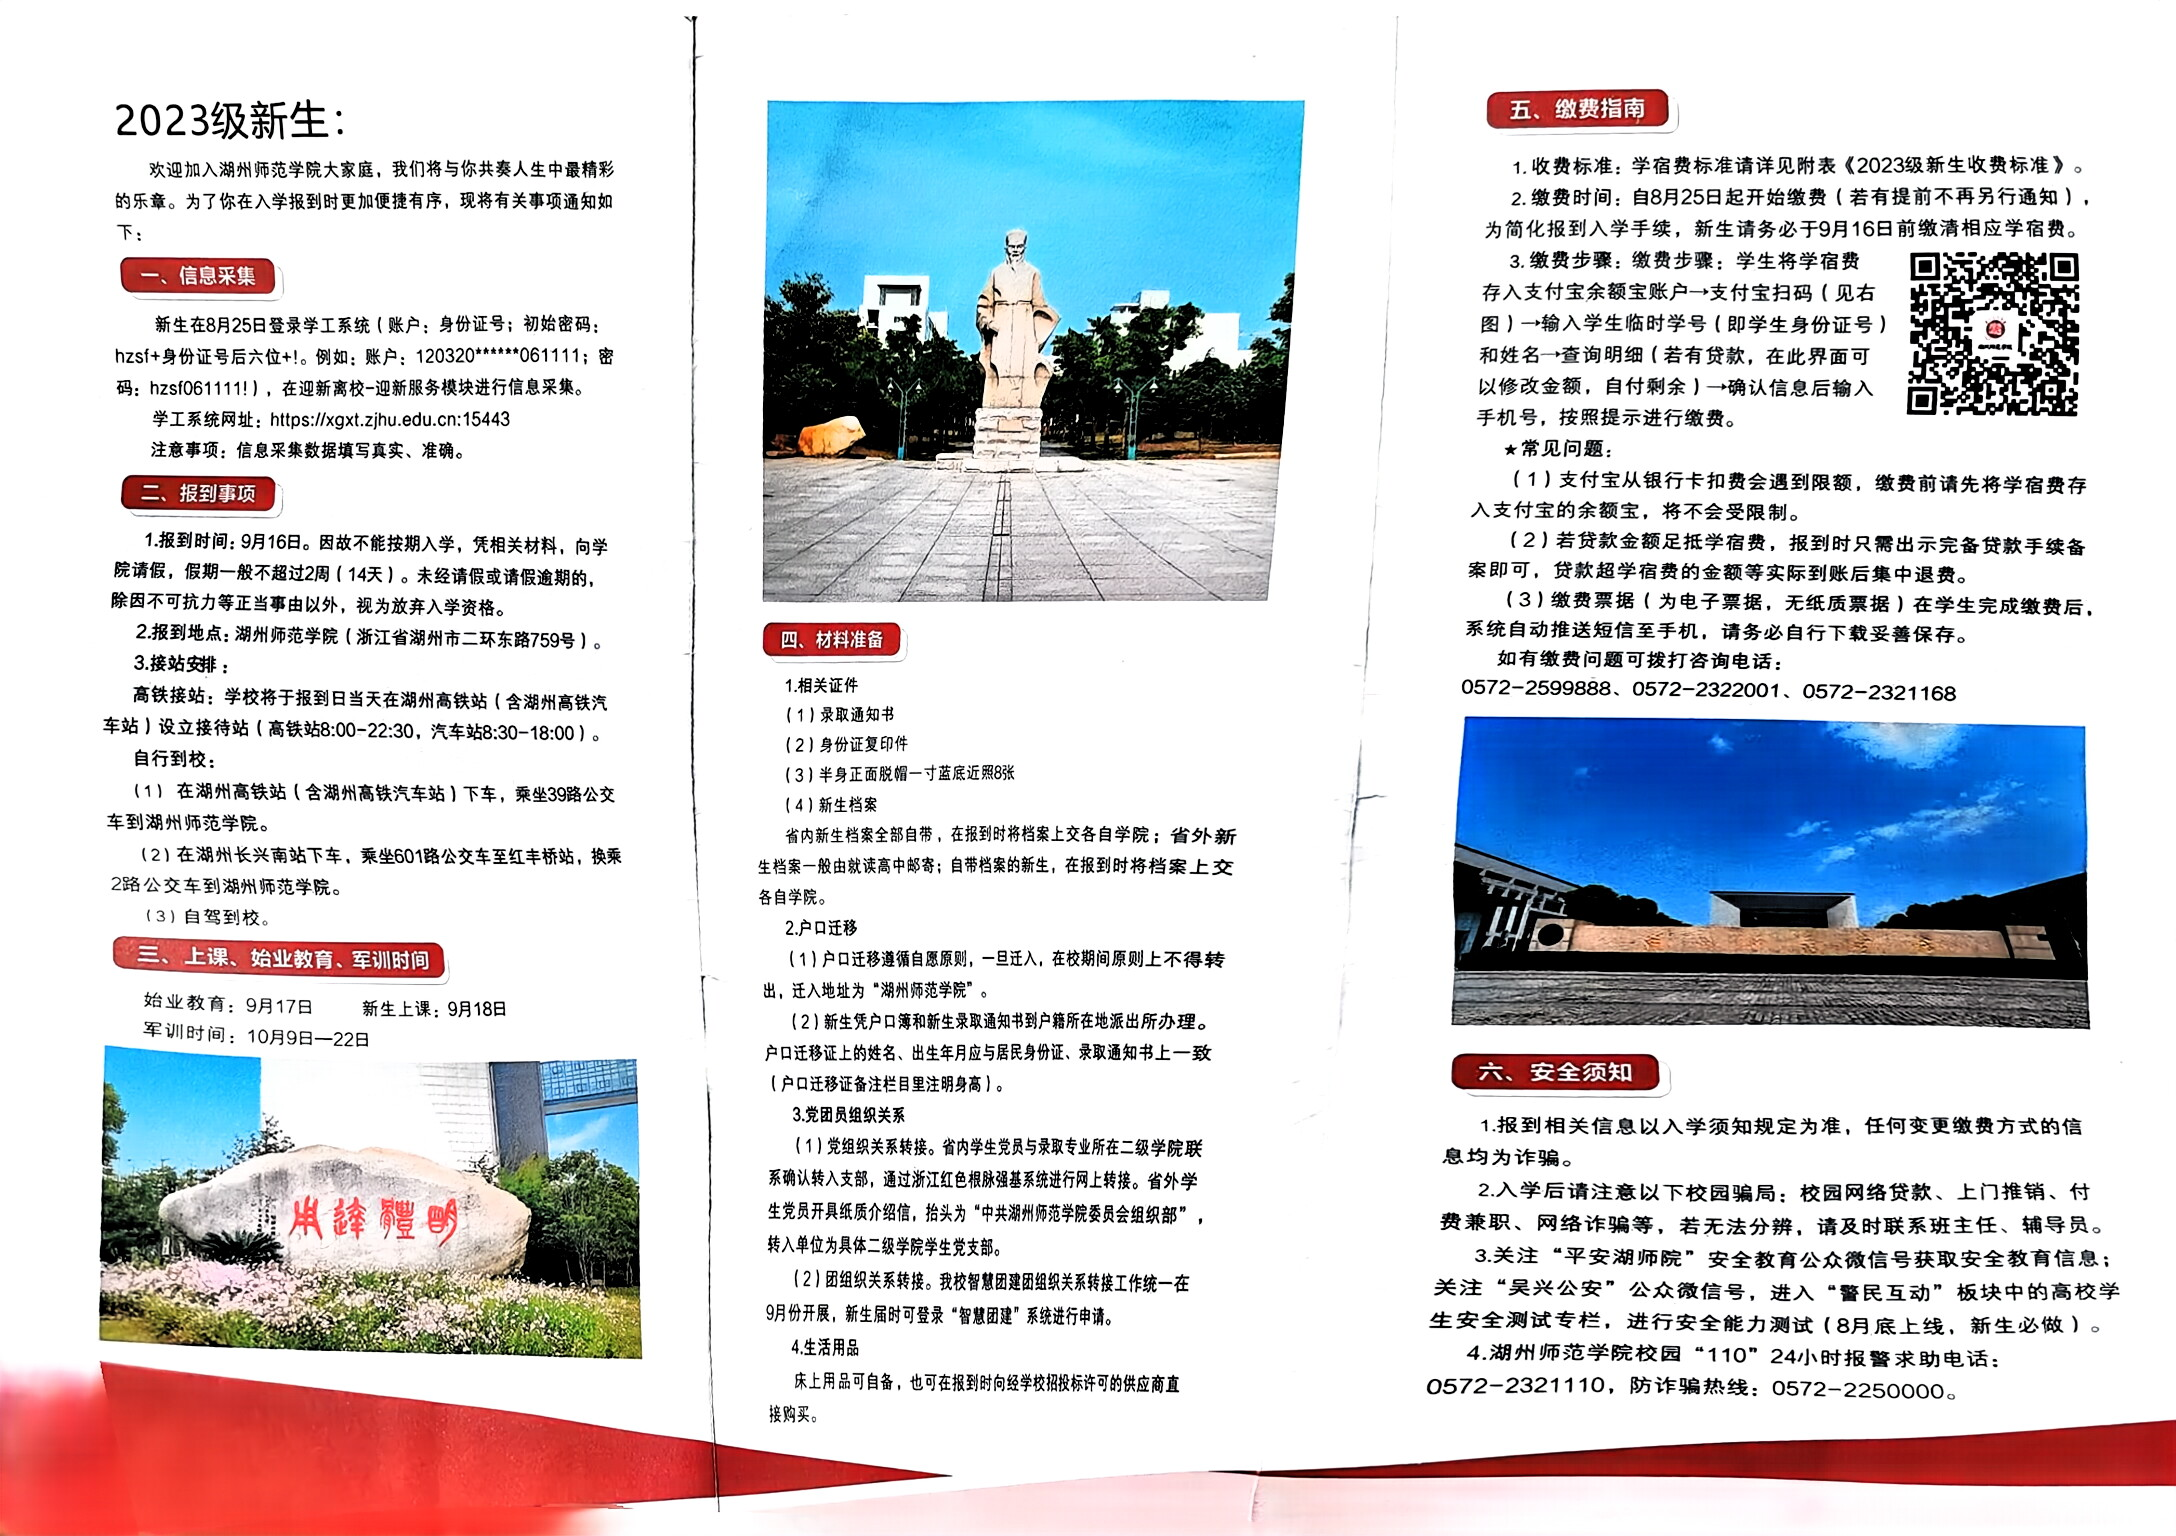 2023级新生：
欢迎加入湖州师范学院大家庭，我们将与你共奏人生中最精彩
的乐章。为了你在入学报到时更加便捷有序，现将有关事项通知如
下：
一、信息采集
新生在8月25日登录学工系统（账户：身份证号；初始密码：
hzsf+身份证号后六位+!。例如：账户：120320******061111；密
码：hzsf061111!），在迎新离校-迎新服务模块进行信息采集。
学工系统网址：https://xgxt.zjhu.edu.cn:15443
注意事项：信息采集数据填写真实、准确。
二、报到事项
1.报到时间：9月16日。因故不能按期入学，凭相关材料，向学
院请假，假期一般不超过2周（14天）。未经请假或请假逾期的，
除因不可抗力等正当事由以外，视为放弃入学资格。
2.报到地点：湖州师范学院（浙江省湖州市二环东路759号）。
3.接站安排：
高铁接站：学校将于报到日当天在湖州高铁站（含湖州高铁汽
车站）设立接待站（高铁站8:00-22:30，汽车站8:30-18:00）。
自行到校：
（1） 在湖州高铁站（含湖州高铁汽车站）下车，乘坐39路公交
车到湖州师范学院。
（2）在湖州长兴南站下车，乘坐601路公交车至红丰桥站，换乘
2路公交车到湖州师范学院。
（3）自驾到校。
三、上课、始业教育、军训时间
始业教育：9月17日 新生上课：9月18日
军训时间：10月9日—22日
明體達用
四、材料准备
1.相关证件
（1）录取通知书
（2）身份证复印件
（3）半身正面脱帽一寸蓝底近照8张
（4）新生档案
省内新生档案全部自带，在报到时将档案上交各自学院；省外新
生档案一般由就读高中邮寄；自带档案的新生，在报到时将档案上交
各自学院。
2.户口迁移
（1）户口迁移遵循自愿原则，一旦迁入，在校期间原则上不得转
出，迁入地址为“湖州师范学院”。
（2）新生凭户口簿和新生录取通知书到户籍所在地派出所办理。
户口迁移证上的姓名、出生年月应与居民身份证、录取通知书上一致
（户口迁移证备注栏目里注明身高）。
3.党团员组织关系
（1）党组织关系转接。省内学生党员与录取专业所在二级学院联
系确认转入支部，通过浙江红色根脉强基系统进行网上转接。省外学
生党员开具纸质介绍信，抬头为“中共湖州师范学院委员会组织部”，
转入单位为具体二级学院学生党支部。
（2）团组织关系转接。我校智慧团建团组织关系转接工作统一在
9月份开展，新生届时可登录“智慧团建”系统进行申请。
4.生活用品
床上用品可自备，也可在报到时向经学校招投标许可的供应商直
接购买。
五、缴费指南
1.收费标准：学宿费标准请详见附表《2023级新生收费标准》。
2.缴费时间：自8月25日起开始缴费（若有提前不再另行通知），
为简化报到入学手续，新生请务必于9月16日前缴清相应学宿费。
3.缴费步骤：缴费步骤：学生将学宿费
存入支付宝余额宝账户→支付宝扫码（见右
图）→输入学生临时学号（即学生身份证号）
和姓名→查询明细（若有贷款，在此界面可
以修改金额，自付剩余）→确认信息后输入
手机号，按照提示进行缴费。
★常见问题：
（1）支付宝从银行卡扣费会遇到限额，缴费前请先将学宿费存
入支付宝的余额宝，将不会受限制。
（2）若贷款金额足抵学宿费，报到时只需出示完备贷款手续备
案即可，贷款超学宿费的金额等实际到账后集中退费。
（3）缴费票据（为电子票据，无纸质票据）在学生完成缴费后，
系统自动推送短信至手机，请务必自行下载妥善保存。
如有缴费问题可拨打咨询电话：
0572-2599888、0572-2322001、0572-2321168
六、安全须知
1.报到相关信息以入学须知规定为准，任何变更缴费方式的信
息均为诈骗。
2.入学后请注意以下校园骗局：校园网络贷款、上门推销、付
费兼职、网络诈骗等，若无法分辨，请及时联系班主任、辅导员。
3.关注“平安湖师院”安全教育公众微信号获取安全教育信息；
关注“吴兴公安”公众微信号，进入“警民互动”板块中的高校学
生安全测试专栏，进行安全能力测试（8月底上线，新生必做）。
4.湖州师范学院校园“110”24小时报警求助电话：
0572-2321110，防诈骗热线：0572-2250000。